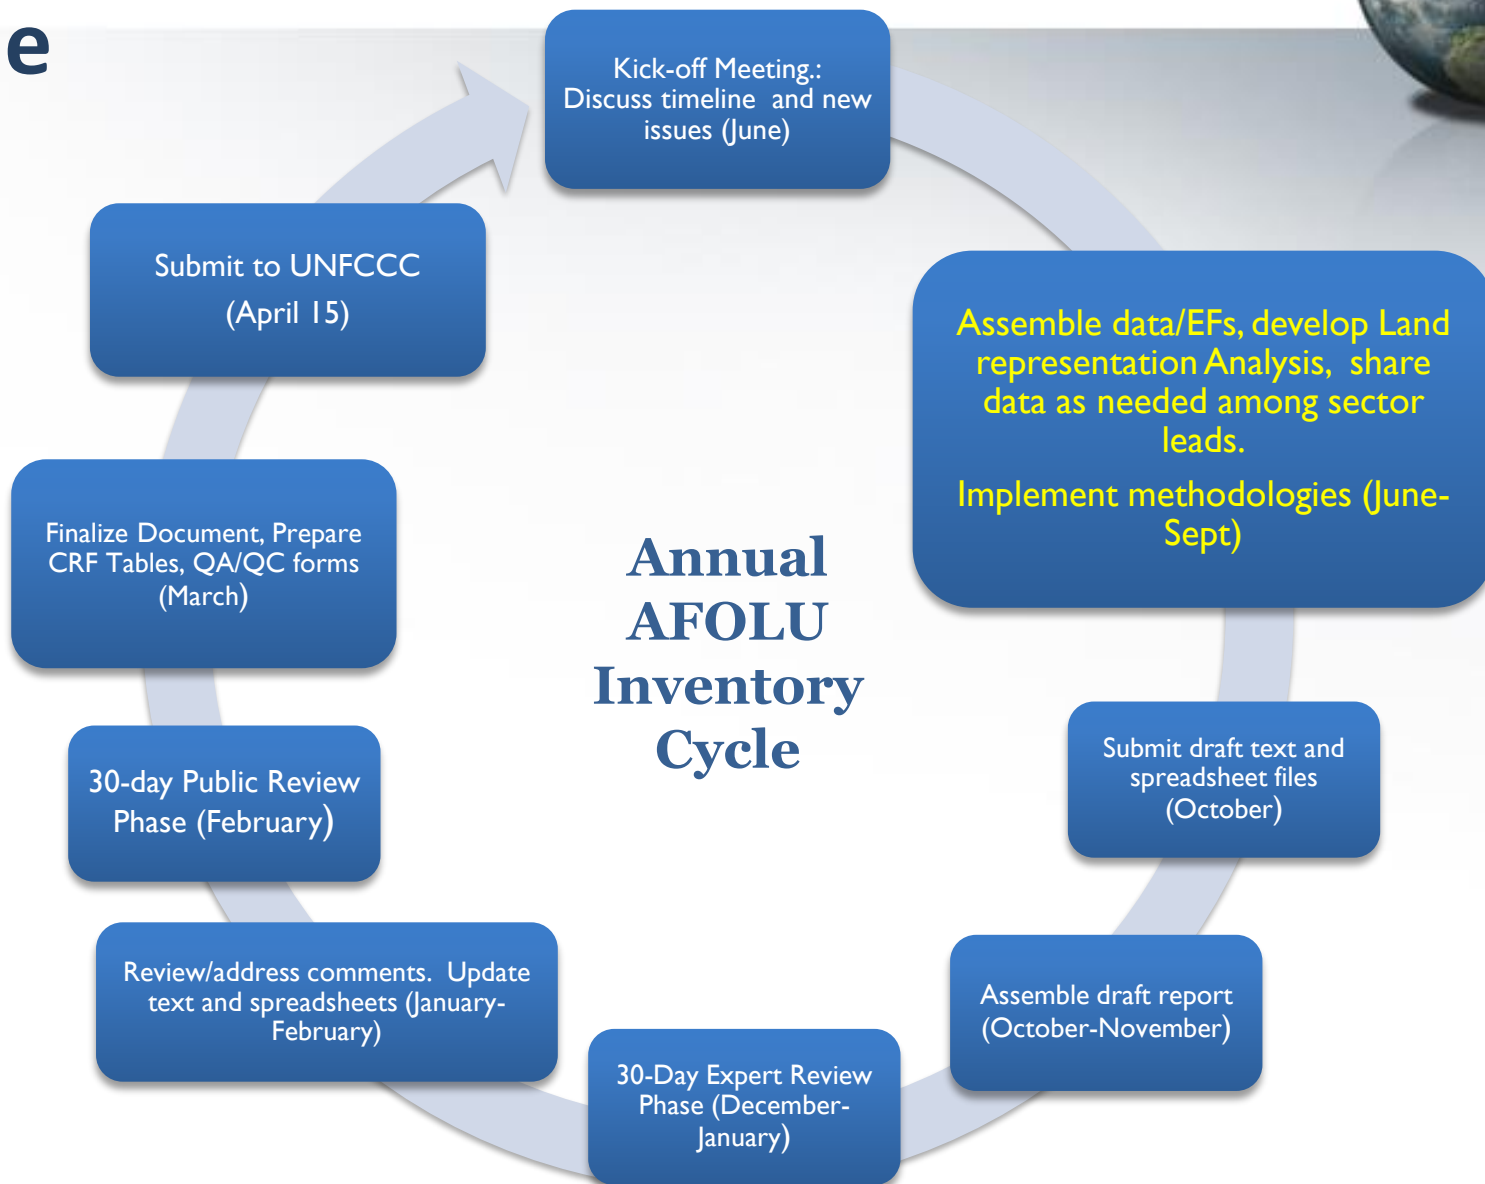 e
Kick-off Meeting.:
Discuss timeline and new
issues (June)
Assemble data/EFs, develop Land
representation Analysis, share
data as needed among sector
leads.
Implement methodologies (June-
Sept)
Submit draft text and
spreadsheet files
(October)
Assemble draft report
(October-November)
30-Day Expert Review
Phase (December-
January)
Review/address comments. Update
text and spreadsheets (January-
February)
30-day Public Review
Phase (February)
Finalize Document, Prepare
CRF Tables, QA/QC forms
(March)
Submit to UNFCCC
(April 15)
Annual
AFOLU
Inventory
Cycle